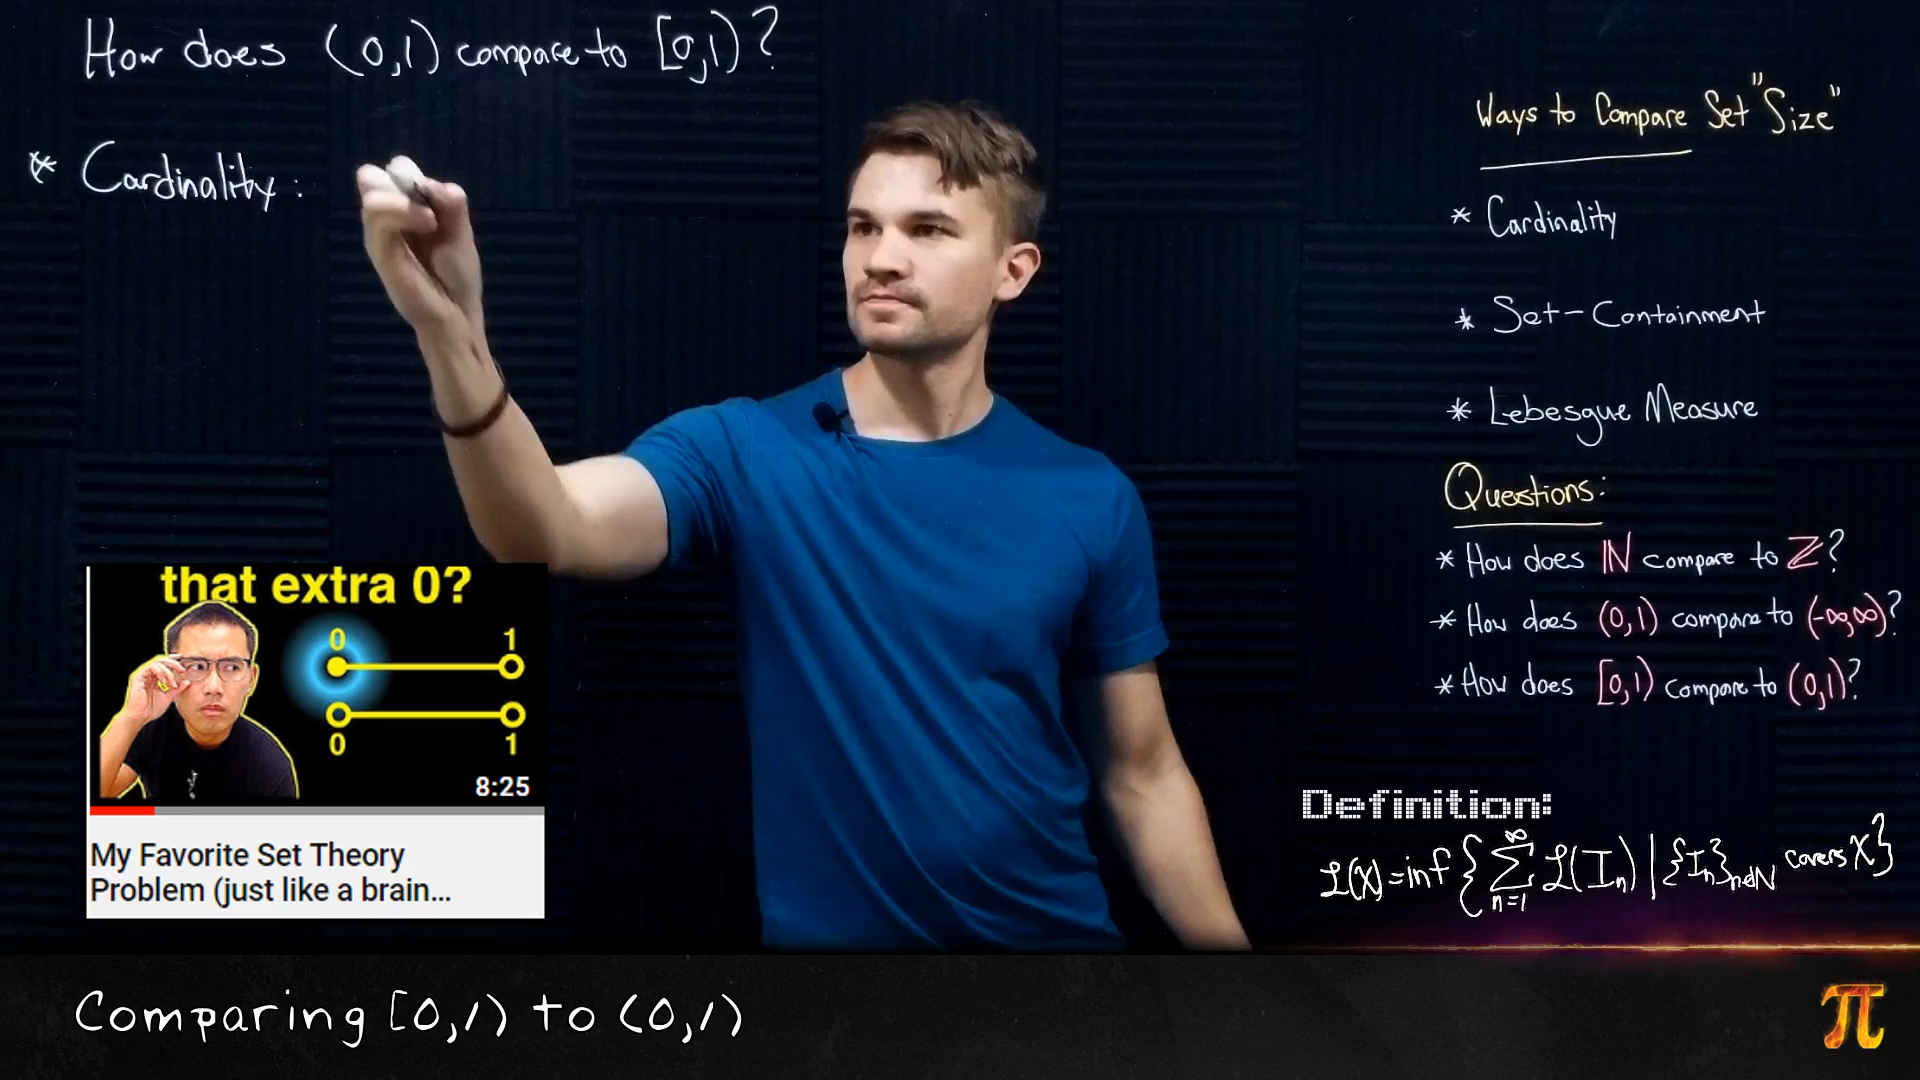 How does (0,1) compare to [0,1)?
* Cardinality:
Ways to Compare Set "Size"
* Cardinality
* Set-Containment
* Lebesgue Measure
Questions:
* How does ℕ compare to ℤ?
* How does (0,1) compare to (-∞,∞)?
* How does [0,1) compare to (0,1)?
Definition:
ℒ(X)=inf{∑_{n=1}^{∞} ℒ(I_n) | {I_n}_{n∈ℕ} covers X}
that extra 0?
0 1
0 1
8:25
My Favorite Set Theory
Problem (just like a brain...
Comparing [0,1) to (0,1)
π